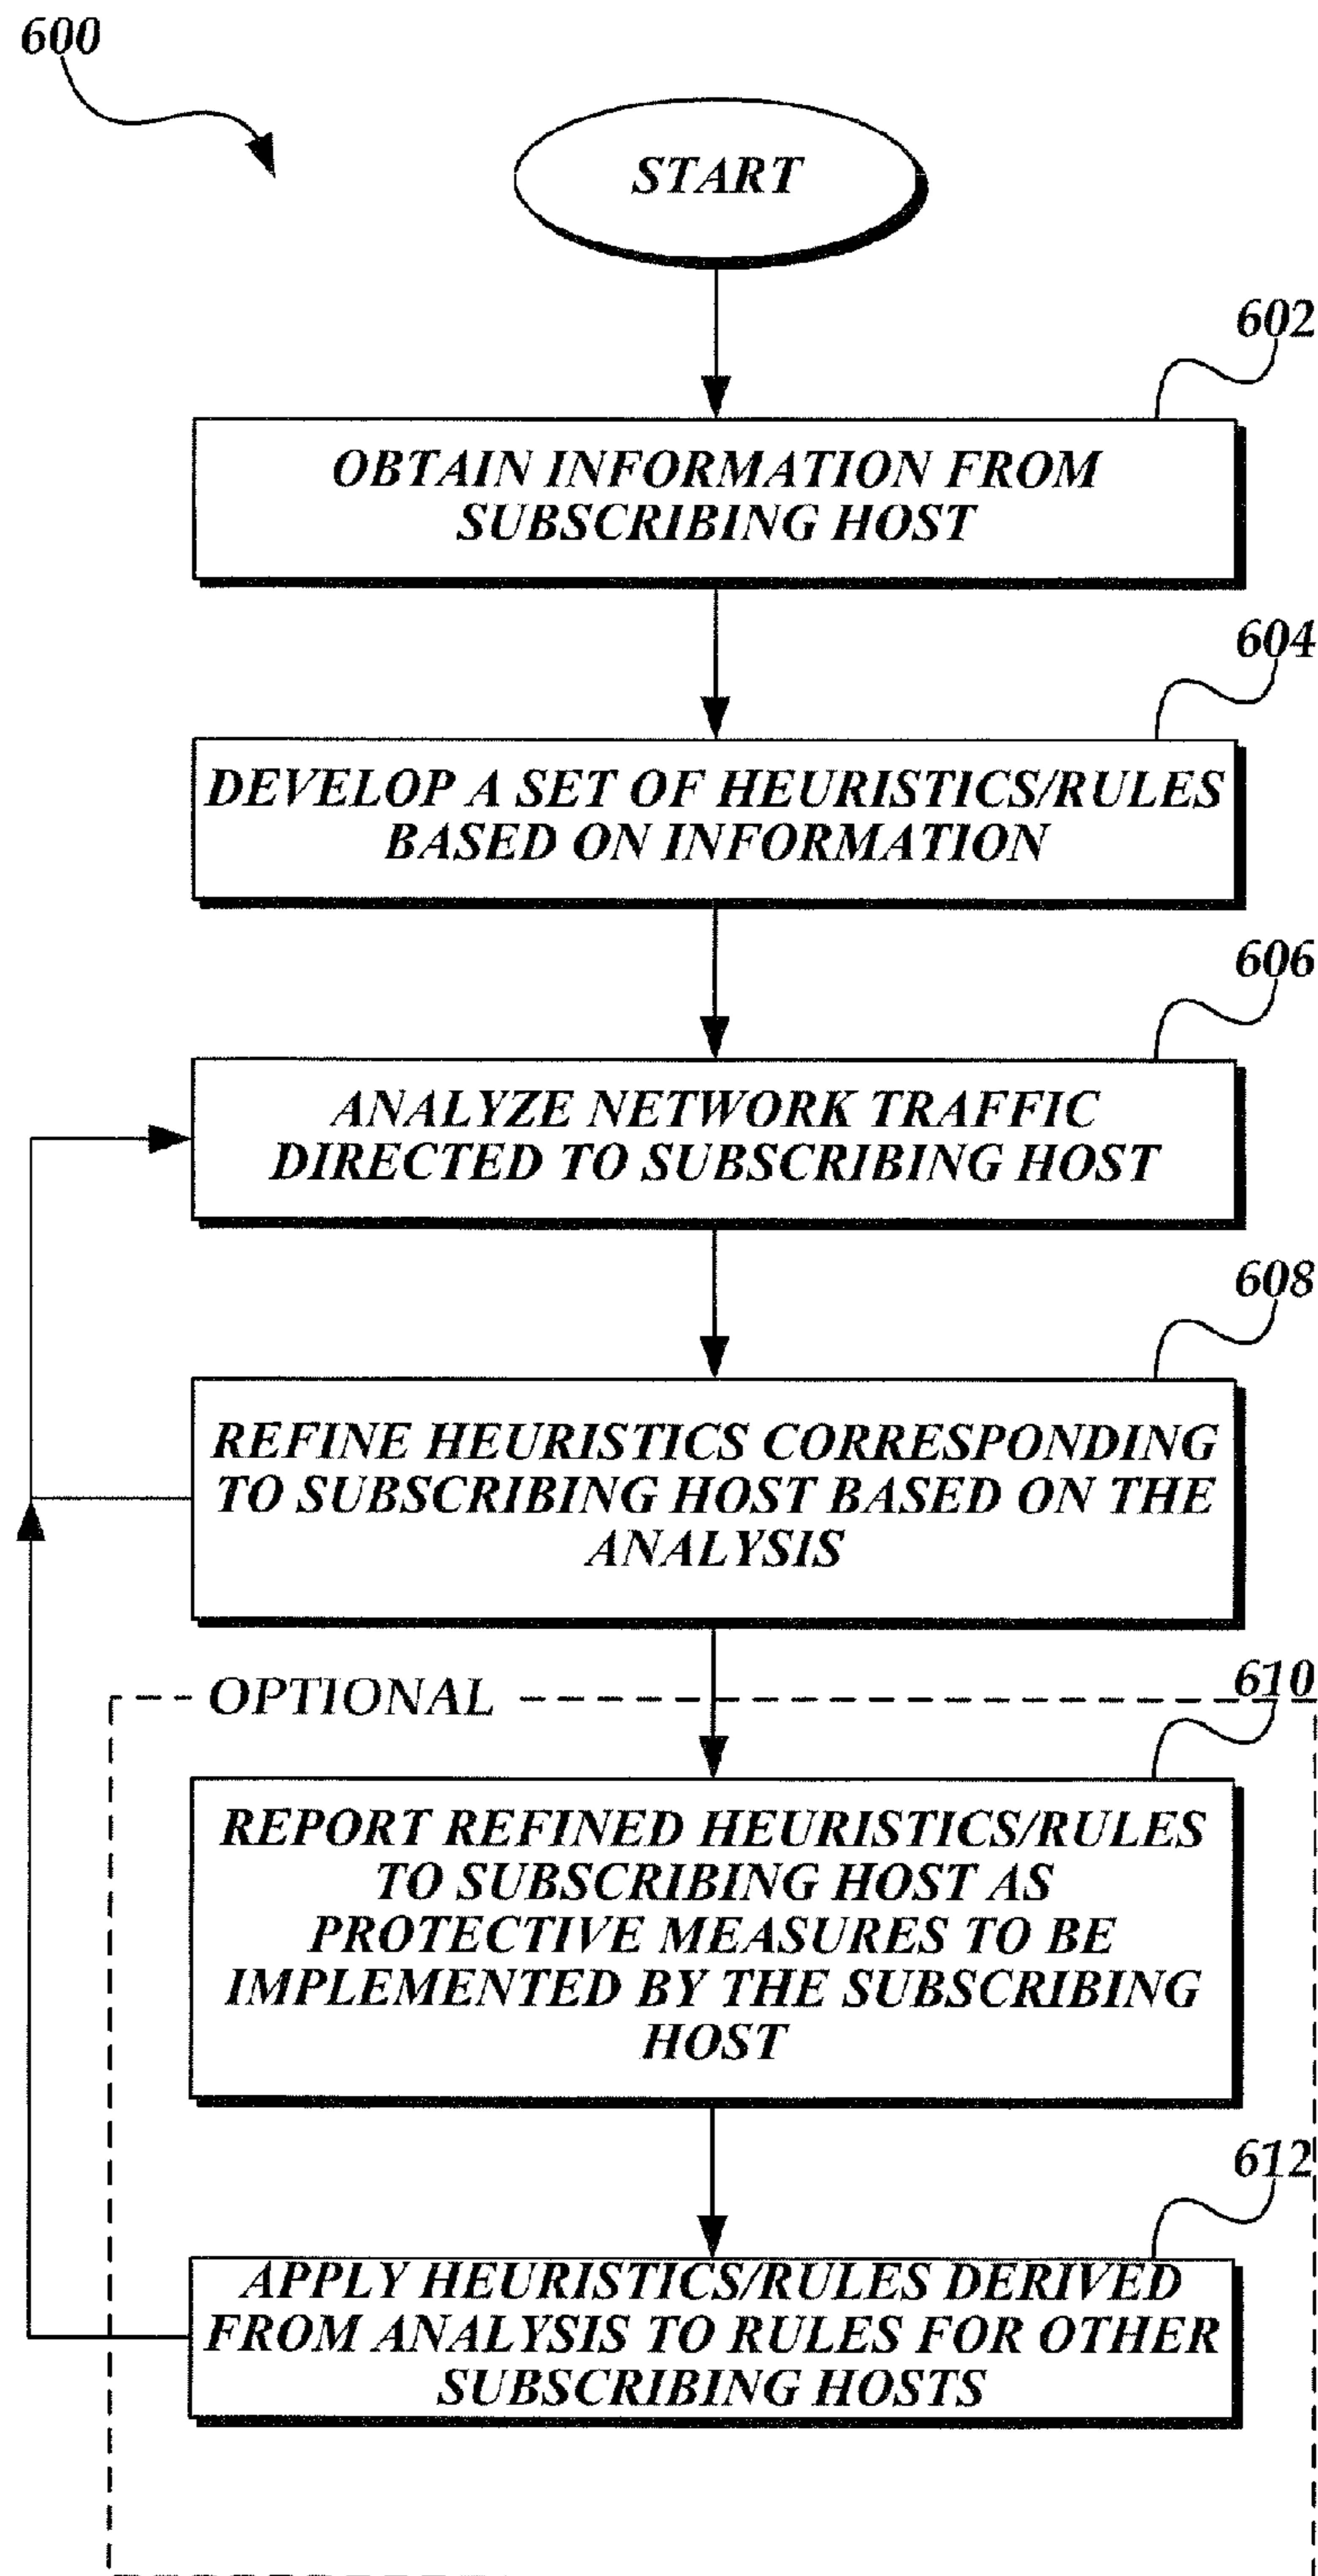 600
START
602
OBTAIN INFORMATION FROM
SUBSCRIBING HOST
604
DEVELOP A SET OF HEURISTICS/RULES
BASED ON INFORMATION
606
ANALYZE NETWORK TRAFFIC
DIRECTED TO SUBSCRIBING HOST
608
REFINE HEURISTICS CORRESPONDING
TO SUBSCRIBING HOST BASED ON THE
ANALYSIS
OPTIONAL
610
REPORT REFINED HEURISTICS/RULES
TO SUBSCRIBING HOST AS
PROTECTIVE MEASURES TO BE
IMPLEMENTED BY THE SUBSCRIBING
HOST
612
APPLY HEURISTICS/RULES DERIVED
FROM ANALYSIS TO RULES FOR OTHER
SUBSCRIBING HOSTS